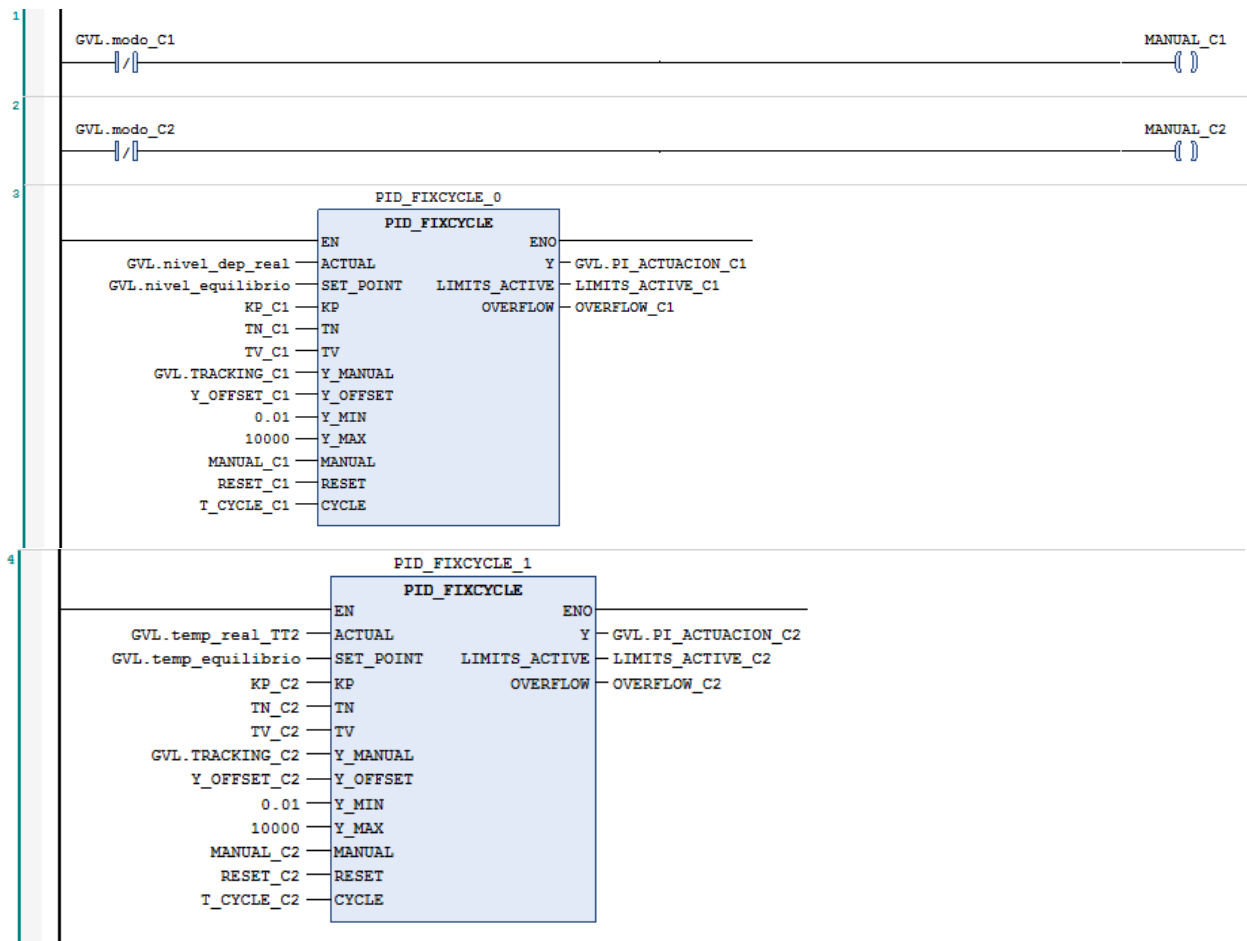 1
GVL.modo_C1 MANUAL_C1
/ ( )
2
GVL.modo_C2 MANUAL_C2
/ ( )
3
PID_FIXCYCLE_0
PID_FIXCYCLE
EN ENO
GVL.nivel_dep_real ACTUAL Y GVL.PI_ACTUACION_C1
GVL.nivel_equilibrio SET_POINT LIMITS_ACTIVE LIMITS_ACTIVE_C1
KP_C1 KP OVERFLOW OVERFLOW_C1
TN_C1 TN
TV_C1 TV
GVL.TRACKING_C1 Y_MANUAL
Y_OFFSET_C1 Y_OFFSET
0.01 Y_MIN
10000 Y_MAX
MANUAL_C1 MANUAL
RESET_C1 RESET
T_CYCLE_C1 CYCLE
4
PID_FIXCYCLE_1
PID_FIXCYCLE
EN ENO
GVL.temp_real_TT2 ACTUAL Y GVL.PI_ACTUACION_C2
GVL.temp_equilibrio SET_POINT LIMITS_ACTIVE LIMITS_ACTIVE_C2
KP_C2 KP OVERFLOW OVERFLOW_C2
TN_C2 TN
TV_C2 TV
GVL.TRACKING_C2 Y_MANUAL
Y_OFFSET_C2 Y_OFFSET
0.01 Y_MIN
10000 Y_MAX
MANUAL_C2 MANUAL
RESET_C2 RESET
T_CYCLE_C2 CYCLE